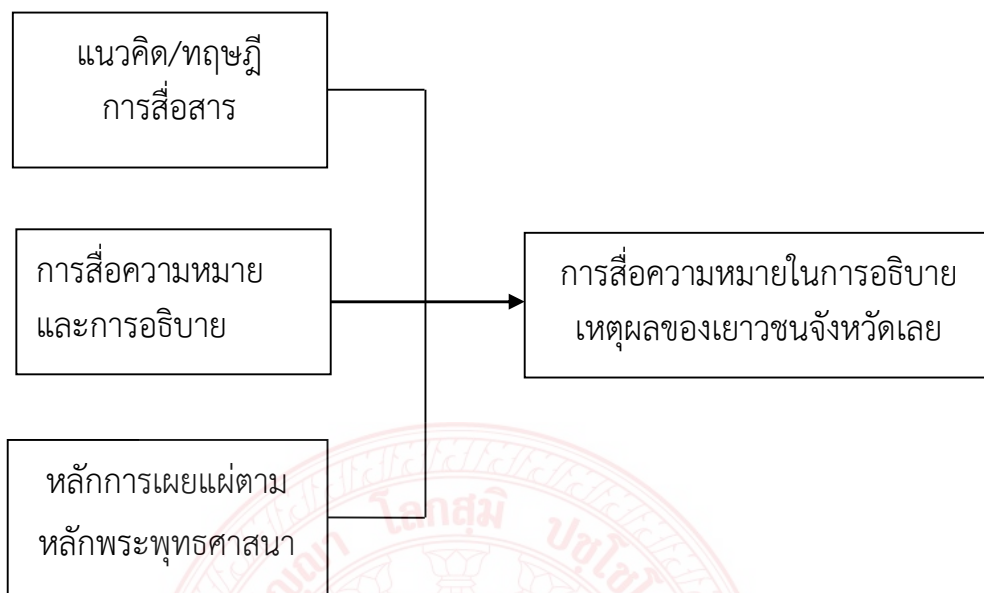 แนวคิด/ทฤษฎี
การสื่อสาร
การสื่อความหมาย
และการอธิบาย
การสื่อความหมายในการอธิบาย
เหตุผลของเยาวชนจังหวัดเลย
หลักการเผยแผ่ตาม
หลักพระพุทธศาสนา
โลกสฺมิ